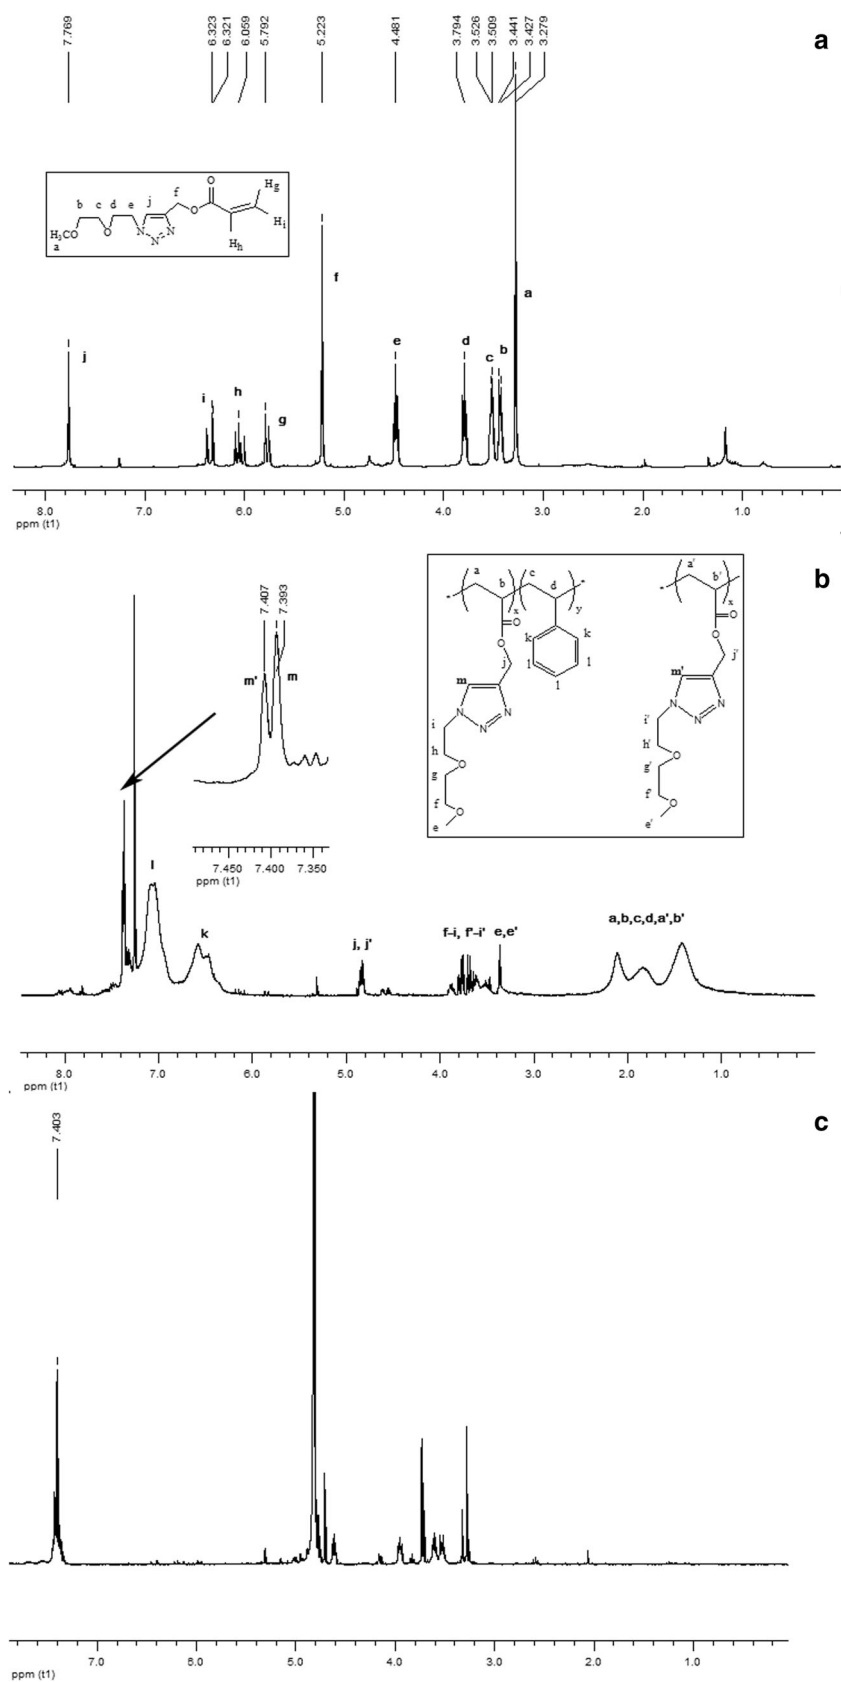 7.769
6.323
6.321
6.059
5.792
5.223
4.481
3.794
3.526
3.509
3.441
3.427
3.279
a
b c d e j f
O
Hg
H3CO
a
O
N
N
N
O
Hi
Hh
j
i
h
g
f
e
d
c
b
a
8.0 7.0 6.0 5.0 4.0 3.0 2.0 1.0
ppm (t1)
b
7.407
7.393
m'
m
7.450 7.400 7.350
ppm (t1)
* a b x c d y *
O
O
j
k k
l l
l
m
N
N
N
i
h
O
g
f
O
e
* a' b' x *
O
O
j'
m'
N
N
N
i'
h'
O
g'
O
e'
l
k
j, j'
f-i, f'-i'
e,e'
a,b,c,d,a',b'
8.0 7.0 6.0 5.0 4.0 3.0 2.0 1.0
ppm (t1)
c
7.403
7.0 6.0 5.0 4.0 3.0 2.0 1.0
ppm (t1)